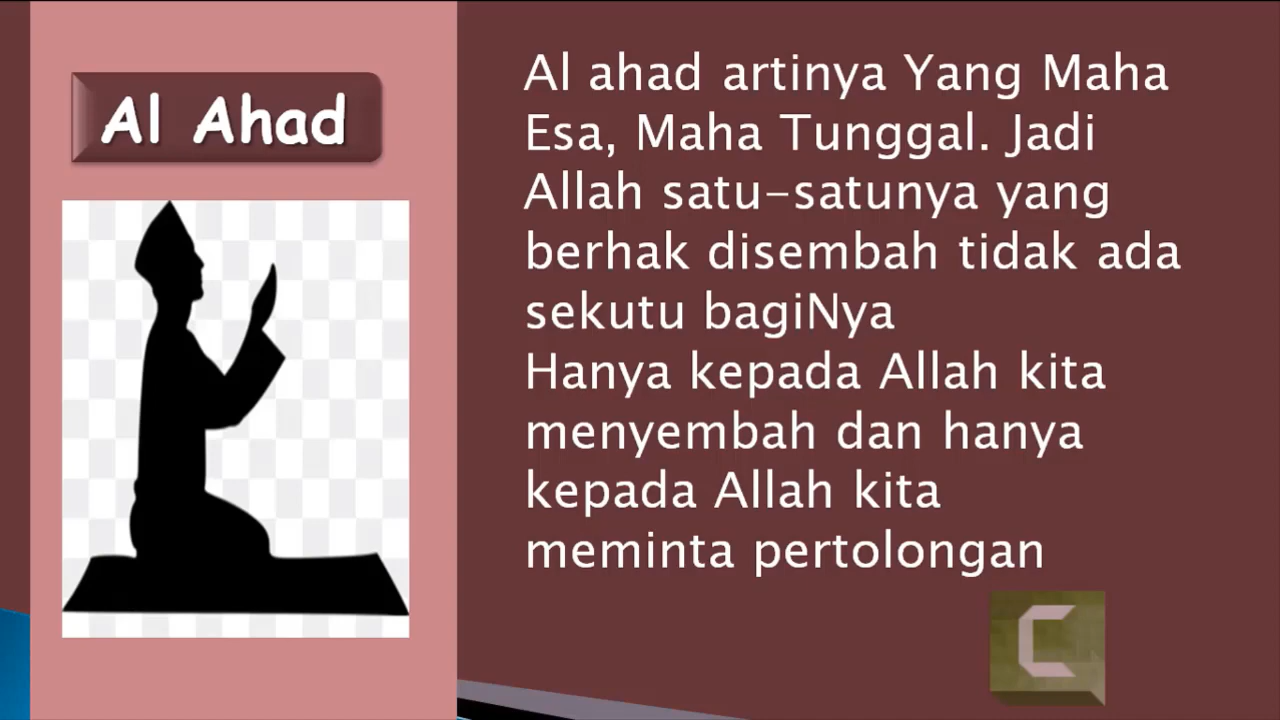 Al Ahad
Al ahad artinya Yang Maha
Esa, Maha Tunggal. Jadi
Allah satu-satunya yang
berhak disembah tidak ada
sekutu bagiNya
Hanya kepada Allah kita
menyembah dan hanya
kepada Allah kita
meminta pertolongan